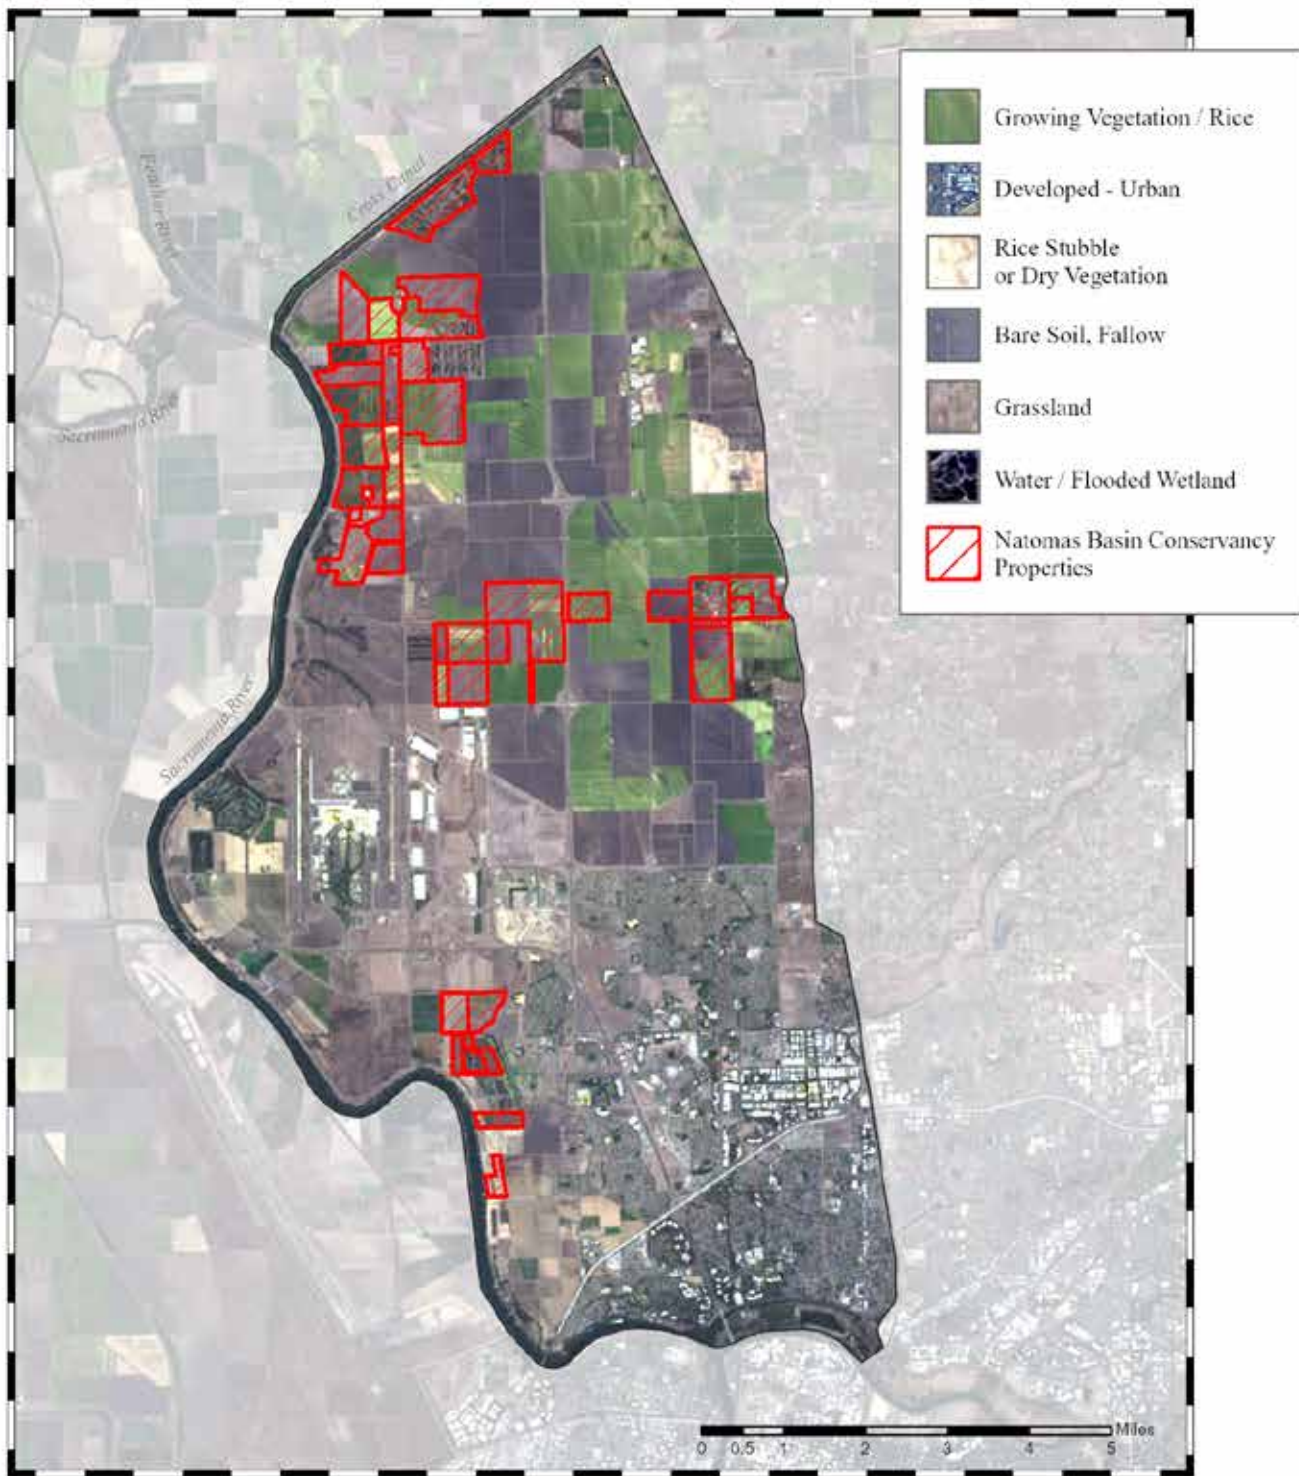 Growing Vegetation / Rice
Developed - Urban
Rice Stubble
or Dry Vegetation
Bare Soil, Fallow
Grassland
Water / Flooded Wetland
Natomas Basin Conservancy
Properties
Cross Canal
Feather River
Sacramento River
Sacramento River
Miles
0 0.5 1 2 3 4 5